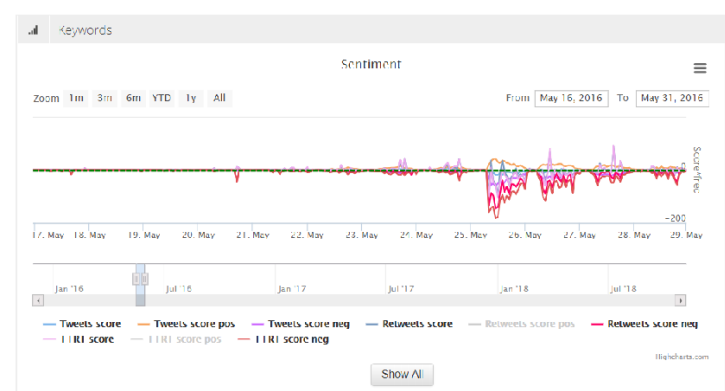 Keywords
Sentiment
Zoom 1m 3m 6m YTD 1y All From May 16, 2016 To May 31, 2016
Score*freq
0
-200
17. May 18. May 19. May 20. May 21. May 22. May 23. May 24. May 25. May 26. May 27. May 28. May 29. May
Jan '16 Jul '16 Jan '17 Jul '17 Jan '18 Jul '18
Tweets score Tweets score pos Tweets score neg Retweets score Retweets score pos Retweets score neg
TTRT score TTRT score pos TTRT score neg
Highcharts.com
Show All